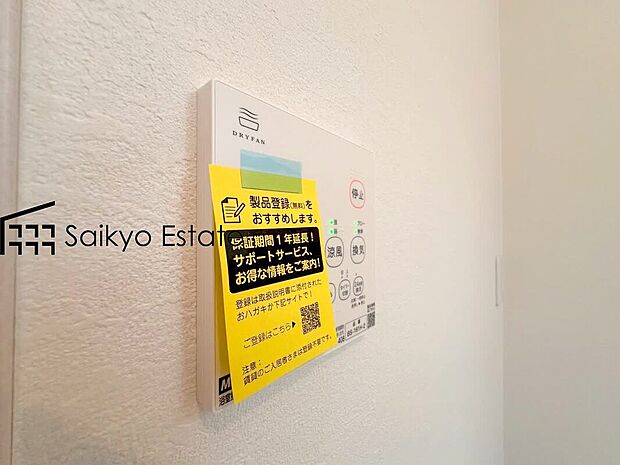 DRYFAN
停止
製品登録(無料)を
おすすめします。
保証期間1年延長！
サポートサービス、
お得な情報をご案内！
登録は取扱説明書に添付された
おハガキか下記サイトで！
ご登録はこちら
注意：
賃貸のご入居者さまは登録不要です。
涼風
換気
Saikyo Estate